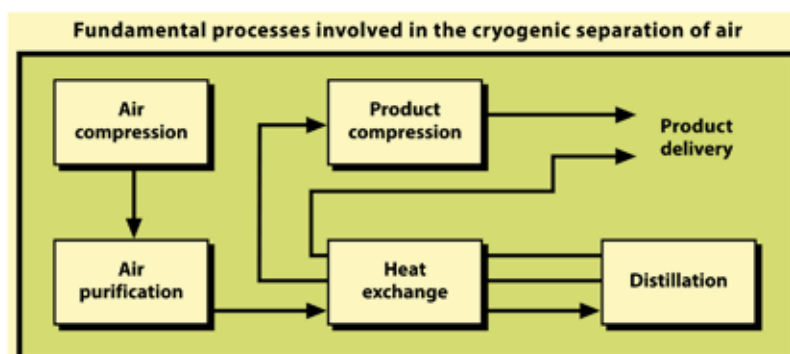 Fundamental processes involved in the cryogenic separation of air
Air
compression
Product
compression
Product
delivery
Air
purification
Heat
exchange
Distillation